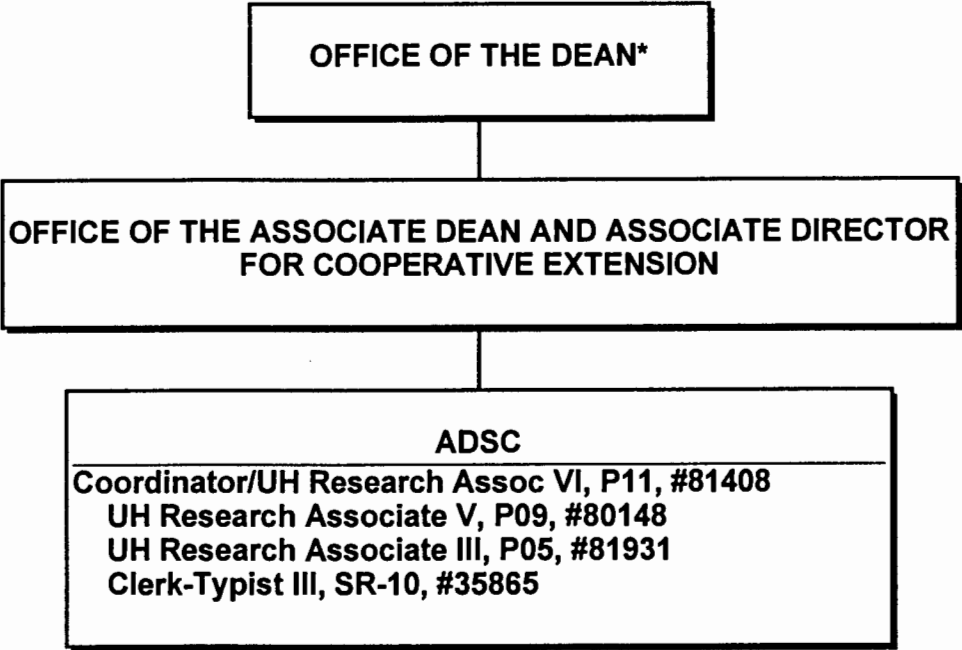 OFFICE OF THE DEAN*
OFFICE OF THE ASSOCIATE DEAN AND ASSOCIATE DIRECTOR
FOR COOPERATIVE EXTENSION
ADSC
Coordinator/UH Research Assoc VI, P11, #81408
UH Research Associate V, P09, #80148
UH Research Associate III, P05, #81931
Clerk-Typist III, SR-10, #35865